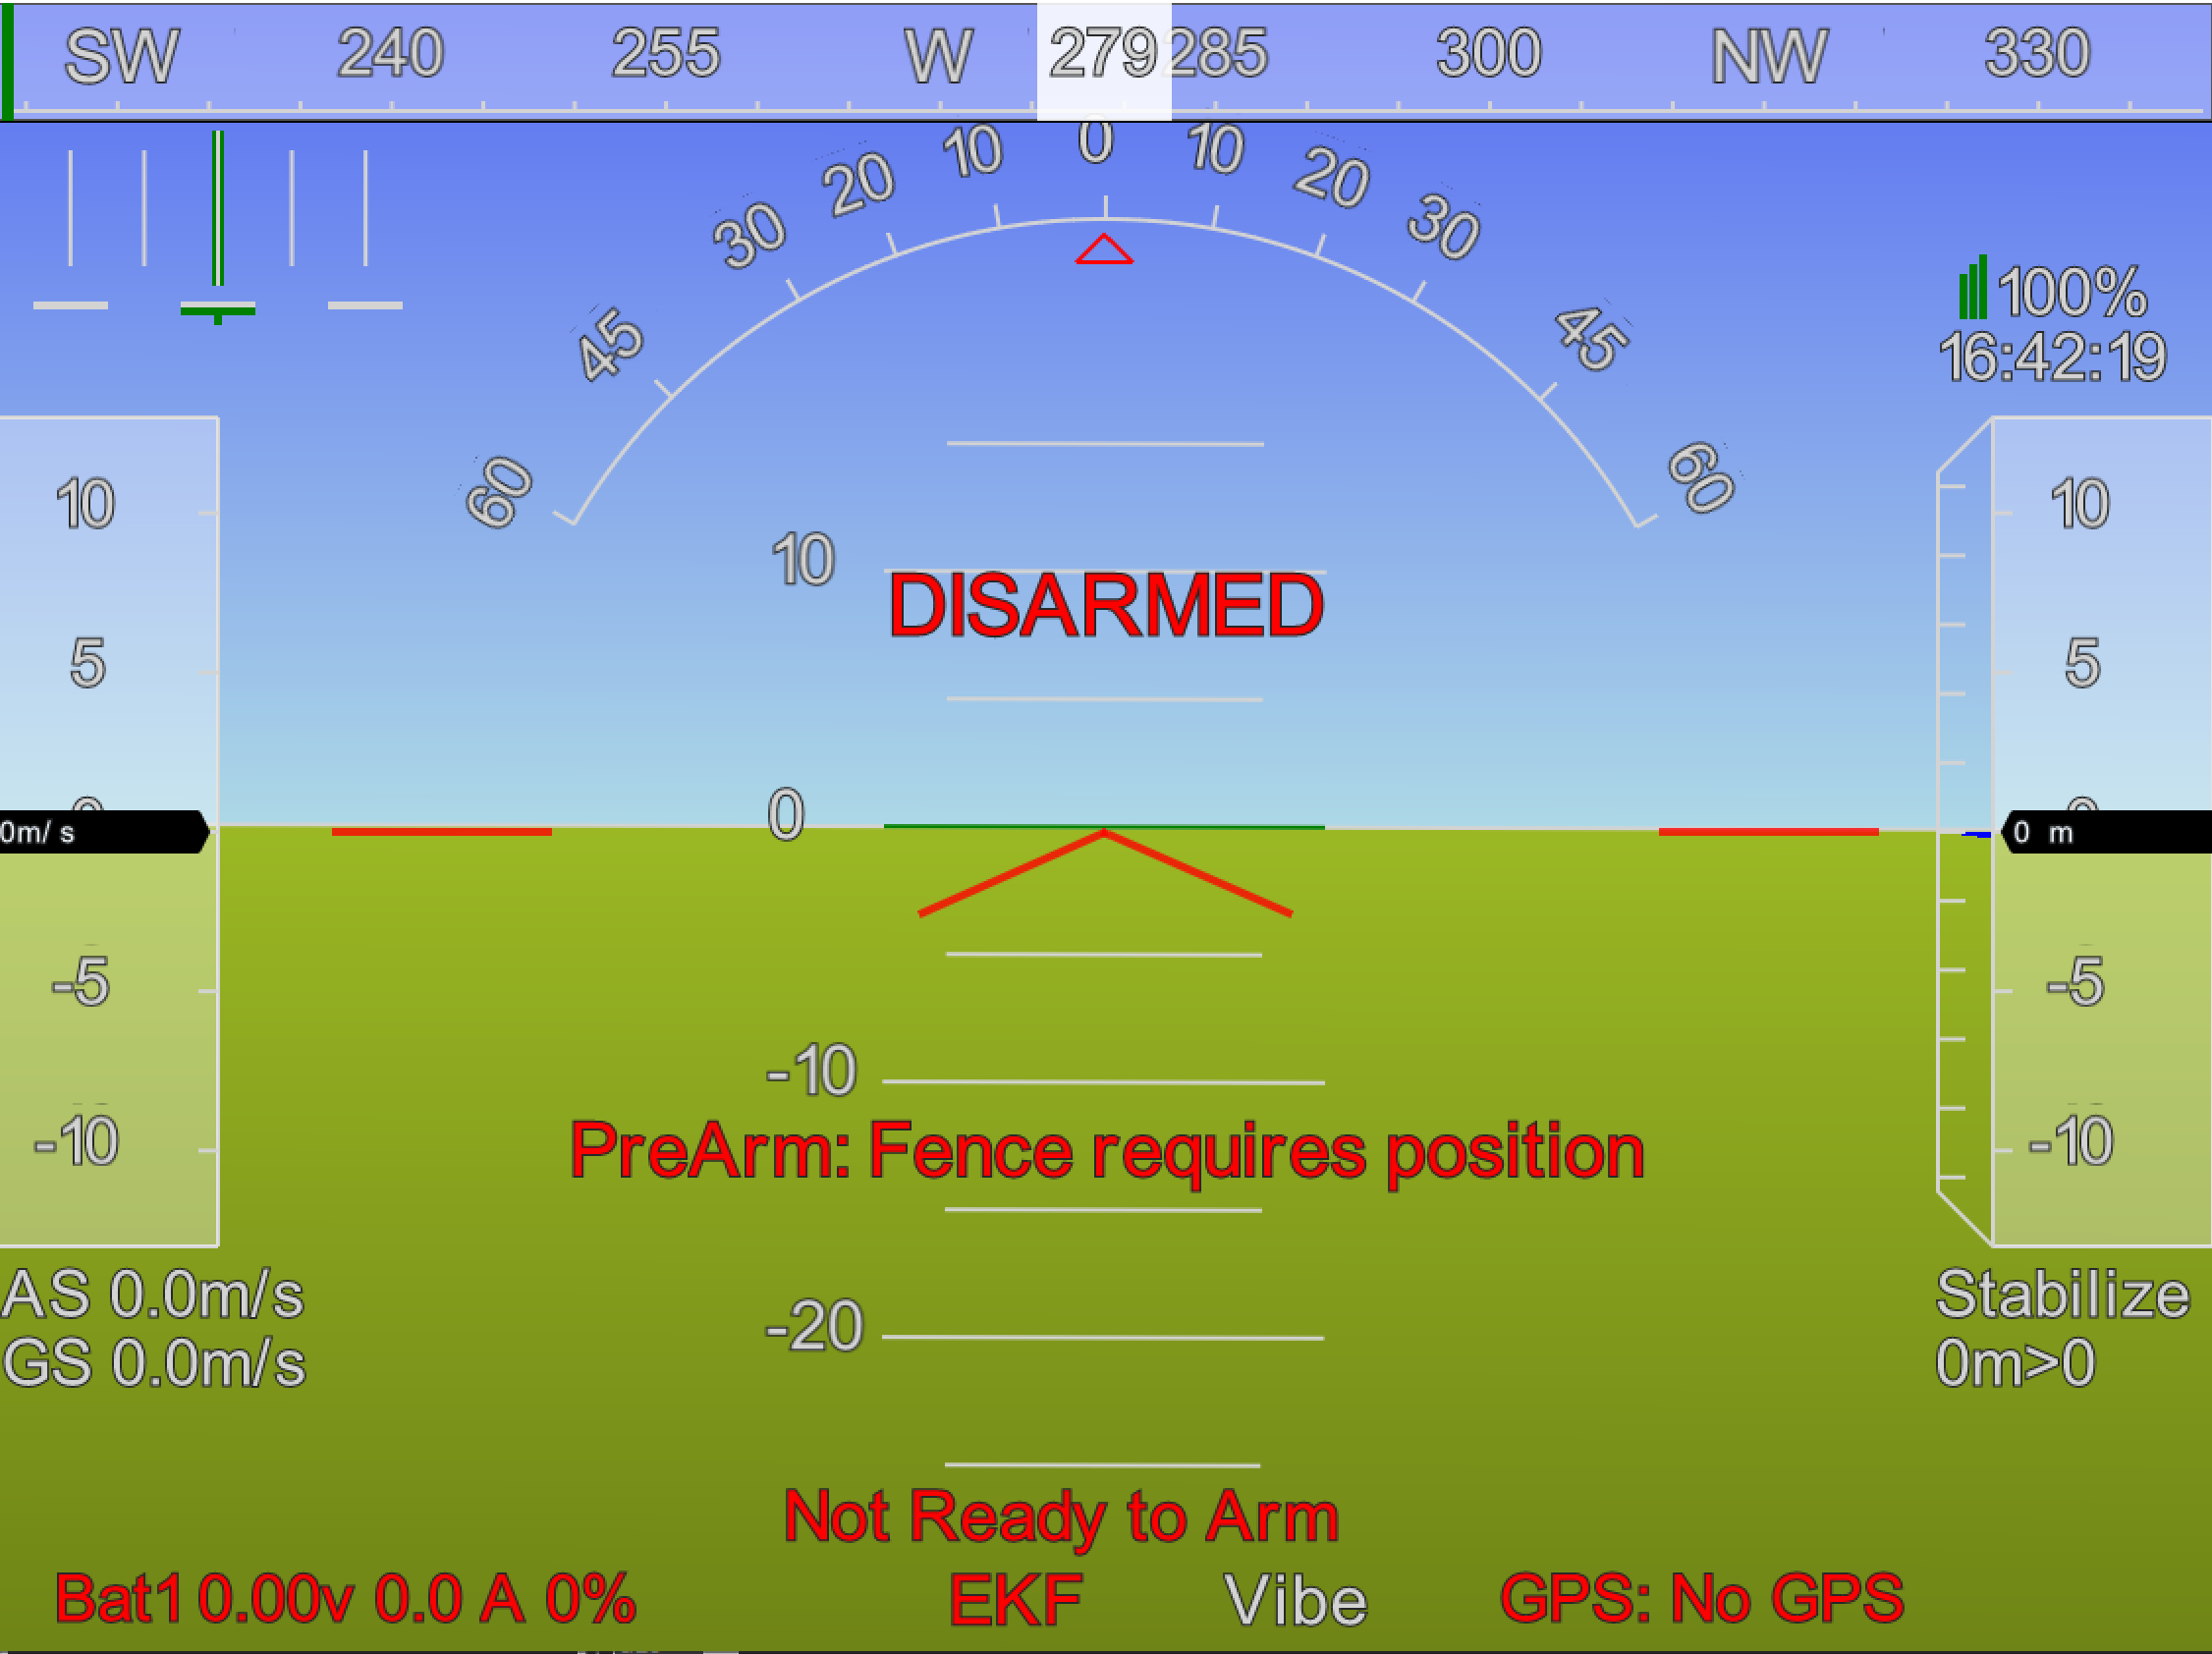 SW 240 255 W 279 285 300 NW 330
60 45 30 20 10 0 10 20 30 45 60
100%
16:42:19
10 10 10
DISARMED
5 5
0 0 0
0m/ s 0 m
-5 -5
-10 -10
-10
PreArm: Fence requires position
-20
AS 0.0m/s Stabilize
GS 0.0m/s 0m>0
Not Ready to Arm
Bat1 0.00v 0.0 A 0% EKF Vibe GPS: No GPS